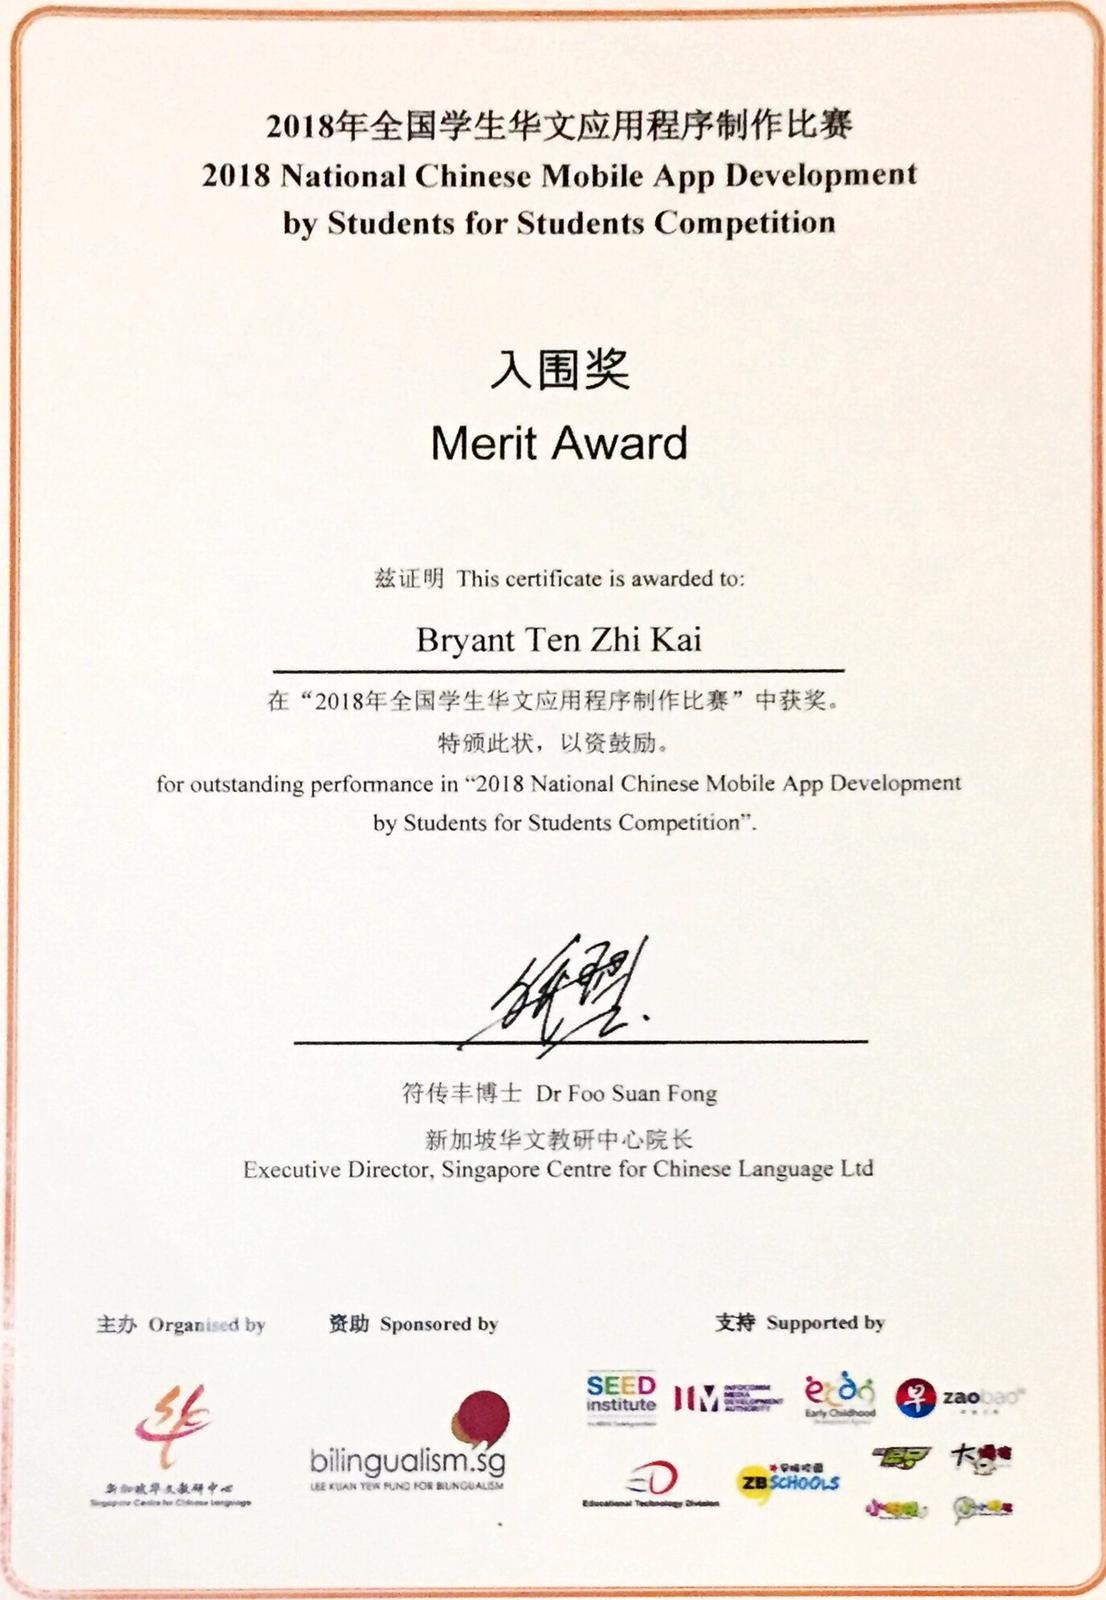 2018年全国学生华文应用程序制作比赛
2018 National Chinese Mobile App Development
by Students for Students Competition
入围奖
Merit Award
兹证明 This certificate is awarded to:
Bryant Ten Zhi Kai
在“2018年全国学生华文应用程序制作比赛”中获奖。
特颁此状，以资鼓励。
for outstanding performance in “2018 National Chinese Mobile App Development
by Students for Students Competition”.
符传丰博士 Dr Foo Suan Fong
新加坡华文教研中心院长
Executive Director, Singapore Centre for Chinese Language Ltd
主办 Organised by
资助 Sponsored by
支持 Supported by
新加坡华文教研中心
Singapore Centre for Chinese Language
bilingualism.sg
LEE KUAN YEW FUND FOR BILINGUALISM
SEED
institute
INFOCOMM
MEDIA
DEVELOPMENT
AUTHORITY
ecda
Early Childhood
早 zaobao
Educational Technology Division
ZB SCHOOLS